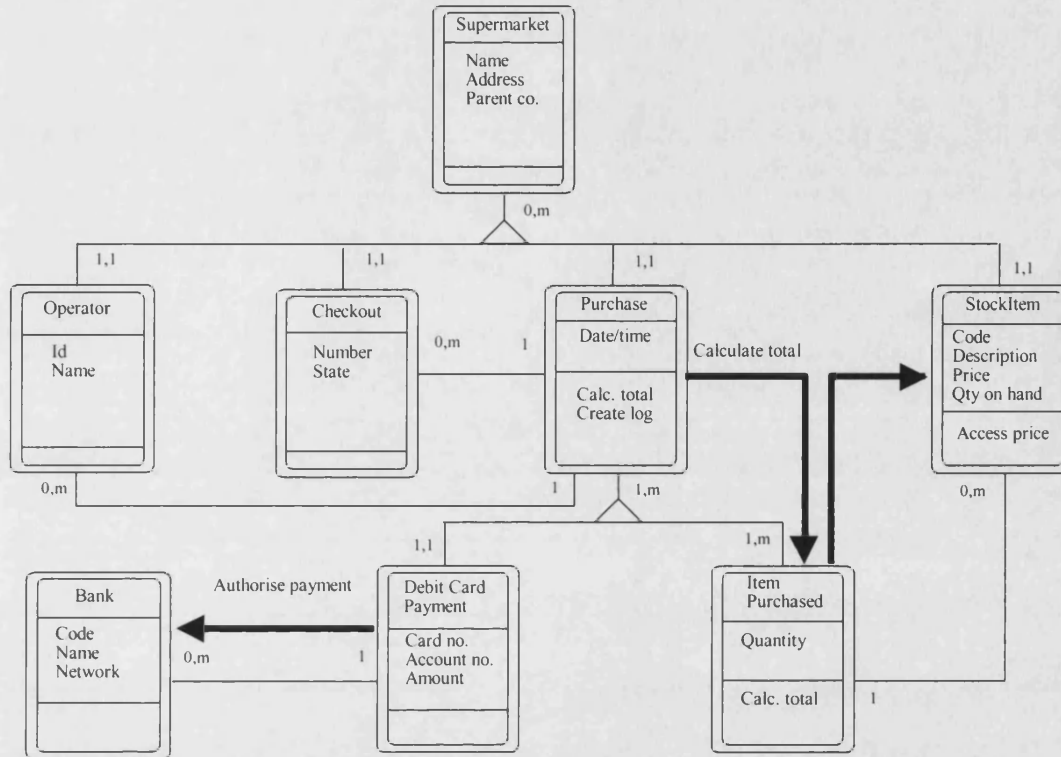 Supermarket
Name
Address
Parent co.
0,m
1,1
1,1
1,1
1,1
Operator
Id
Name
Checkout
Number
State
0,m
1
Purchase
Date/time
Calc. total
Create log
Calculate total
StockItem
Code
Description
Price
Qty on hand
Access price
0,m
1
1,m
0,m
1,1
1,m
Bank
Code
Name
Network
Authorise payment
0,m
1
Debit Card
Payment
Card no.
Account no.
Amount
Item
Purchased
Quantity
Calc. total
1